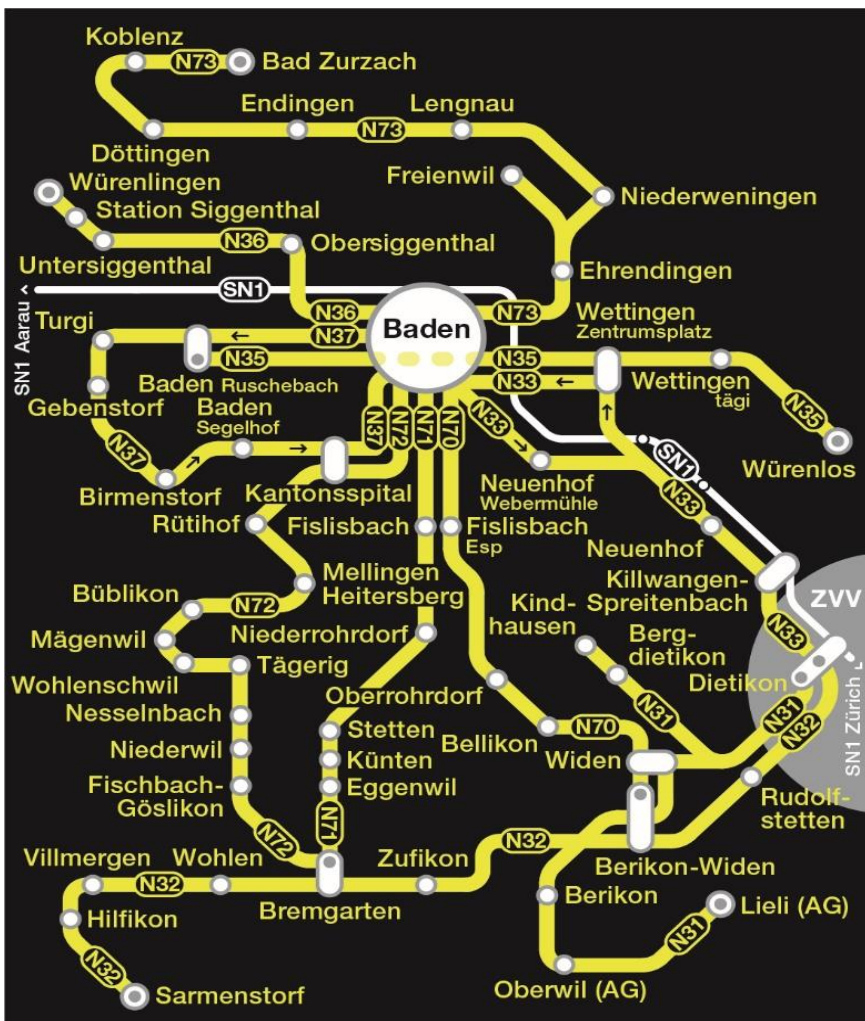 Koblenz
N73
Bad Zurzach
Endingen
Lengnau
N73
Döttingen
Würenlingen
Freienwil
Station Siggenthal
Niederweningen
N36
Obersiggenthal
Untersiggenthal
Ehrendingen
SN1
SN1 Aarau
N36
N73
Wettingen
Zentrumsplatz
Turgi
N37
Baden
N35
N35
N33
Baden Ruschebach
Wettingen
tägi
Gebenstorf
Baden
Segelhof
N37
N72
N71
N70
N33
N35
N37
SN1
Würenlos
Birmenstorf
Kantonsspital
Neuenhof
Webermühle
N33
Rütihof
Fislisbach
Fislisbach
Esp
Neuenhof
Mellingen
Heitersberg
Killwangen-
Spreitenbach
ZVV
Büblikon
N72
Kind-
hausen
N33
Mägenwil
Niederrohrdorf
Berg-
dietikon
Wohlenschwil
Tägerig
Dietikon
SN1 Zürich
Oberrohrdorf
N31
N31
N32
Nesselnbach
Stetten
N70
Bellikon
Niederwil
Künten
Widen
Fischbach-
Göslikon
Eggenwil
Rudolf-
stetten
N72
N71
N32
Villmergen
Wohlen
Zufikon
Berikon-Widen
N32
Bremgarten
Berikon
Lieli (AG)
Hilfikon
N31
N32
Sarmenstorf
Oberwil (AG)